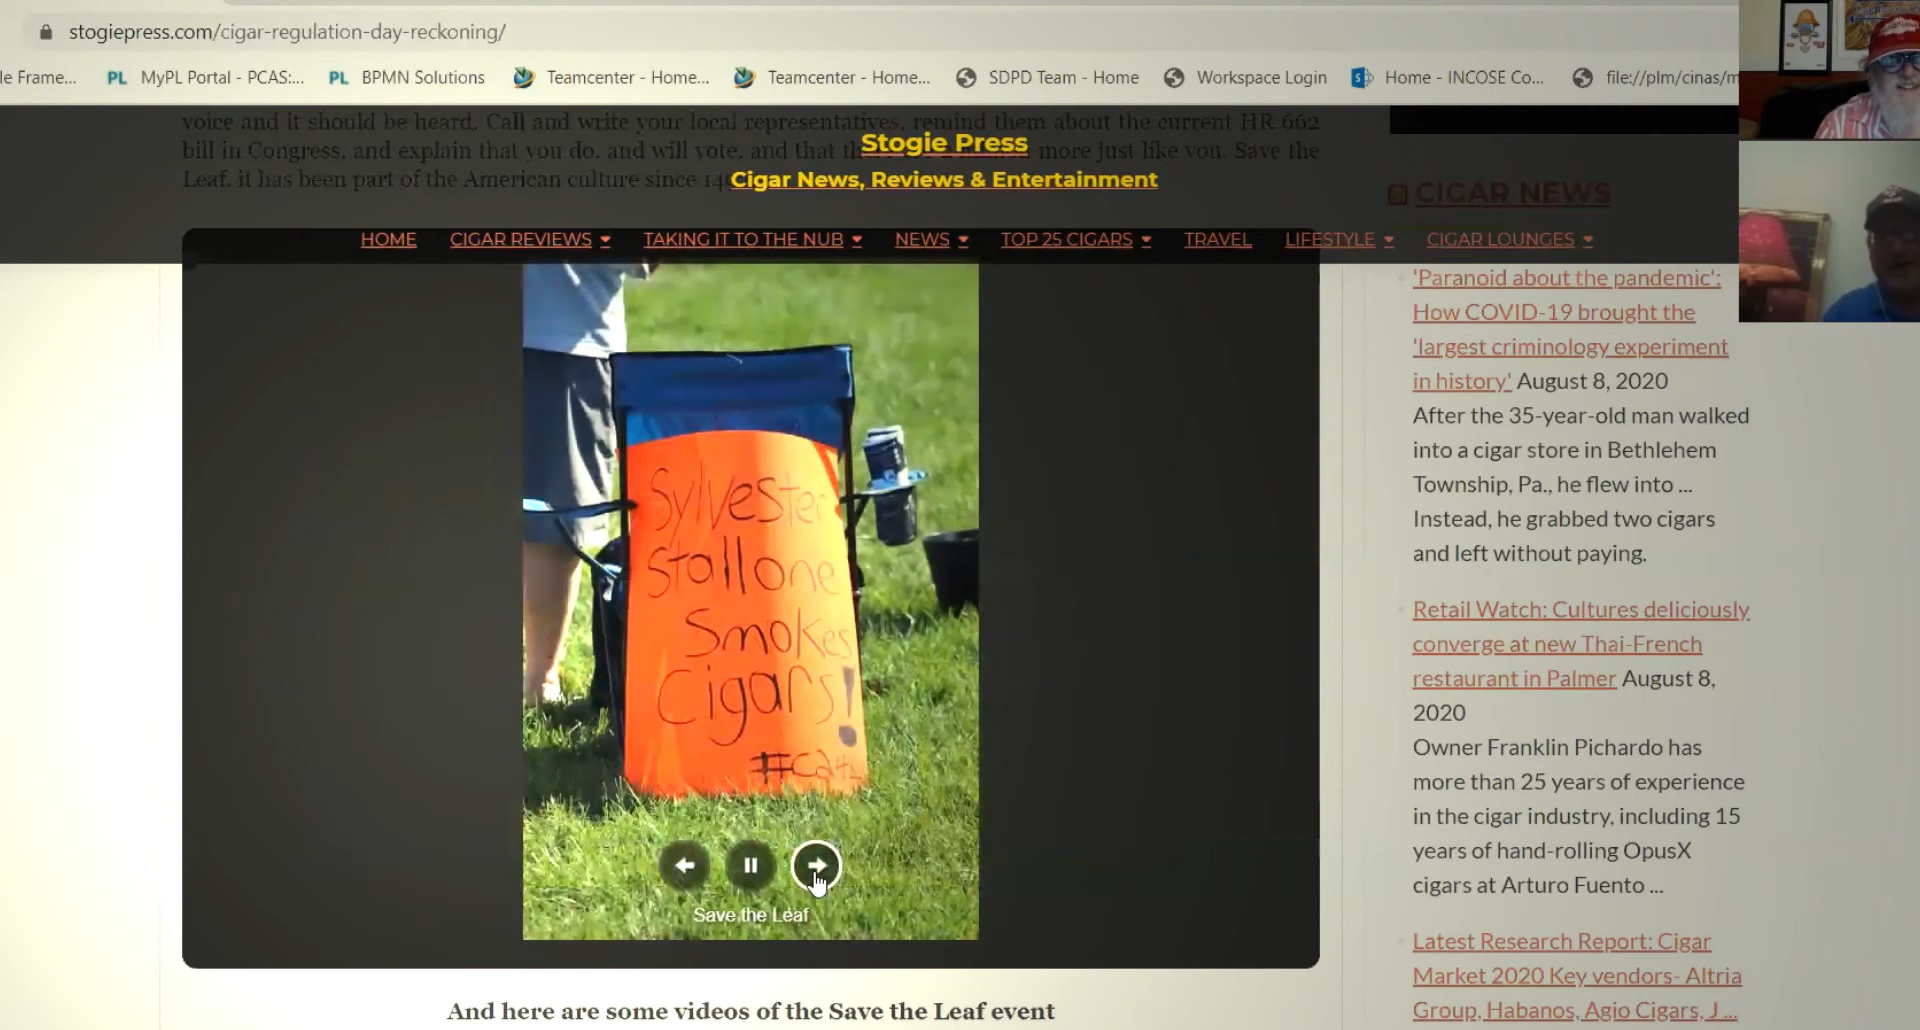 stogiepress.com/cigar-regulation-day-reckoning/
le Frame... PL MyPL Portal - PCAS:... PL BPMN Solutions Teamcenter - Home... Teamcenter - Home... SDPD Team - Home Workspace Login Home - INCOSE Co... file://plm/cinas/m
voice and it should be heard. Call and write your local representatives, remind them about the current HR 662
bill in Congress, and explain that you do, and will vote, and that more just like you. Save the
Leaf, it has been part of the American culture since
Stogie Press
Cigar News, Reviews & Entertainment
HOME CIGAR REVIEWS TAKING IT TO THE NUB NEWS TOP 25 CIGARS TRAVEL LIFESTYLE CIGAR LOUNGES
Sylvester
Stallone
Smokes
Cigars!
Save the Leaf
And here are some videos of the Save the Leaf event
CIGAR NEWS
'Paranoid about the pandemic':
How COVID-19 brought the
'largest criminology experiment
in history' August 8, 2020
After the 35-year-old man walked
into a cigar store in Bethlehem
Township, Pa., he flew into ...
Instead, he grabbed two cigars
and left without paying.
Retail Watch: Cultures deliciously
converge at new Thai-French
restaurant in Palmer August 8,
2020
Owner Franklin Pichardo has
more than 25 years of experience
in the cigar industry, including 15
years of hand-rolling OpusX
cigars at Arturo Fuento ...
Latest Research Report: Cigar
Market 2020 Key vendors- Altria
Group, Habanos, Agio Cigars, J ...